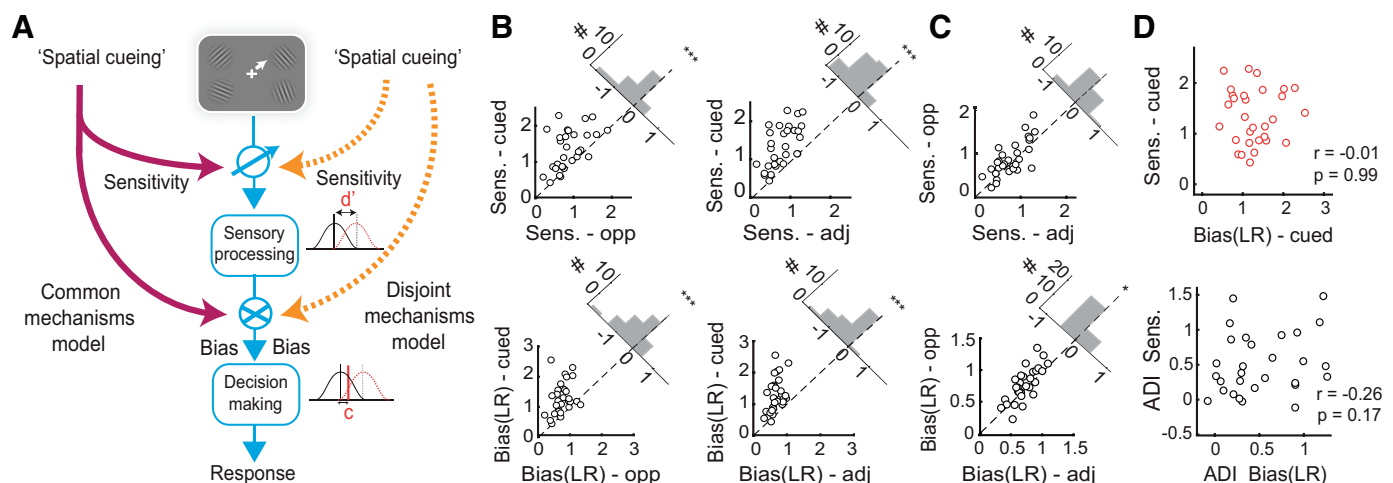 A
'Spatial cueing'
'Spatial cueing'
Sensitivity
Sensitivity
d'
Sensory
processing
Common
mechanisms
model
Disjoint
mechanisms
model
Bias
Bias
Decision
making
c
Response
B
# 0 10
***
-1 0 1
Sens. - cued
2
1
0
0 1 2
Sens. - opp
# 0 10
***
-1 0 1
Sens. - cued
2
1
0
0 1 2
Sens. - adj
# 0 10
***
-1 0 1
Bias(LR) - cued
3
2
1
0
0 1 2 3
Bias(LR) - opp
# 0 10
***
-1 0 1
Bias(LR) - cued
3
2
1
0
0 1 2 3
Bias(LR) - adj
C
# 0 10
-1 0 1
Sens. - opp
2
1
0
0 1 2
Sens. - adj
# 0 10 20
*
-1 0 1
Bias(LR) - opp
1.5
1
0.5
0
0 0.5 1 1.5
Bias(LR) - adj
D
Sens. - cued
2
1
0
0 1 2 3
Bias(LR) - cued
r = -0.01
p = 0.99
ADI Sens.
1.5
1
0.5
0
-0.5
0 0.5 1
ADI Bias(LR)
r = -0.26
p = 0.17